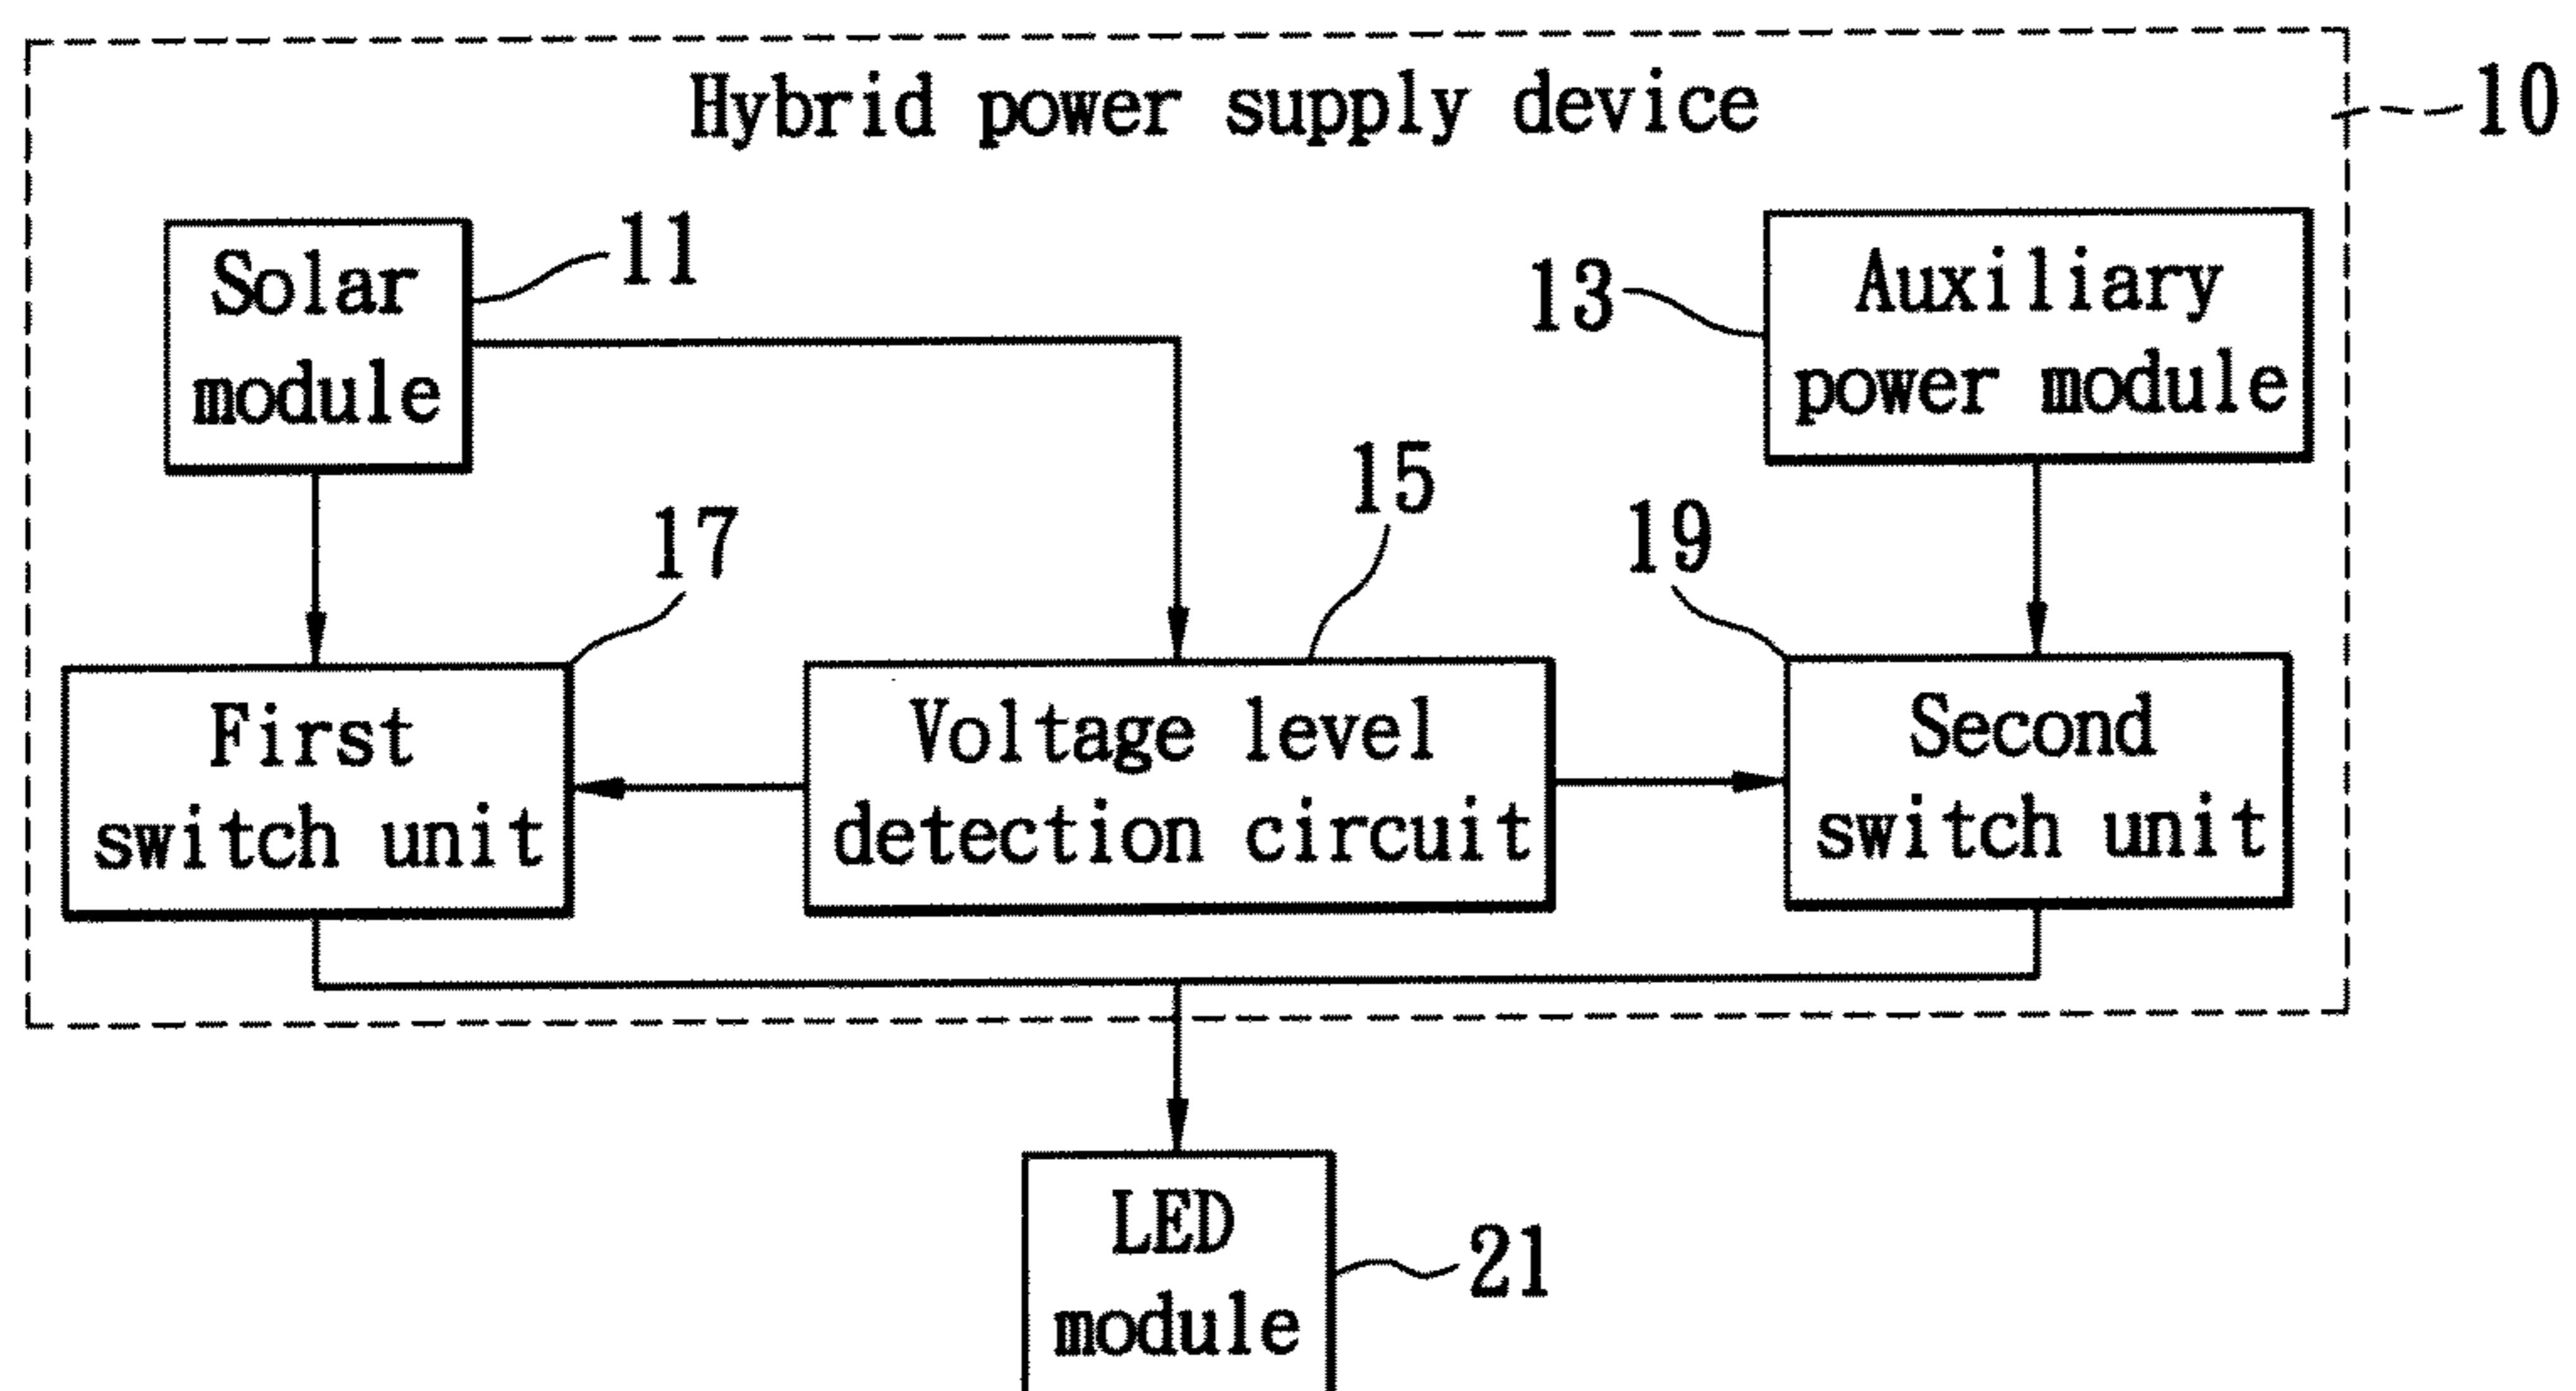 Hybrid power supply device
10
Solar
module
11
13
Auxiliary
power module
17
15
19
First
switch unit
Voltage level
detection circuit
Second
switch unit
LED
module
21